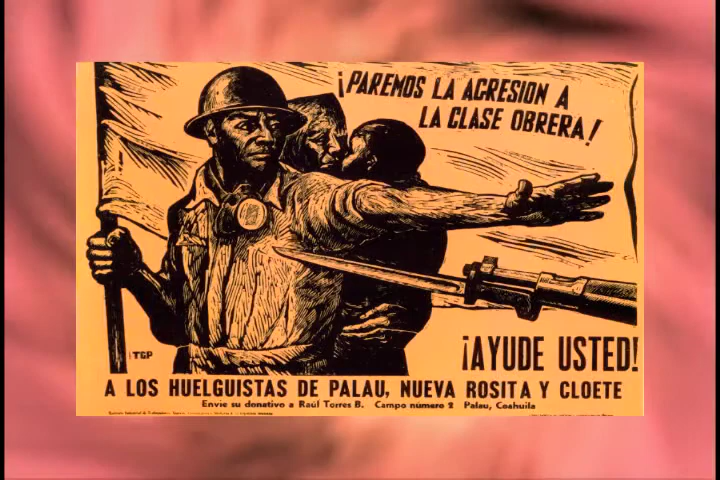 ¡PAREMOS LA AGRESION A
LA CLASE OBRERA!
TGP
¡AYUDE USTED!
A LOS HUELGUISTAS DE PALAU, NUEVA ROSITA Y CLOETE
Envie su donativo a Raúl Torres B. Campo número 2 Palau, Coahuila